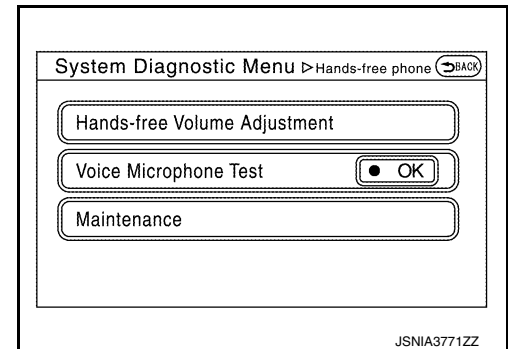 System Diagnostic Menu ▷Hands-free phone BACK
Hands-free Volume Adjustment
Voice Microphone Test ● OK
Maintenance
JSNIA3771ZZ